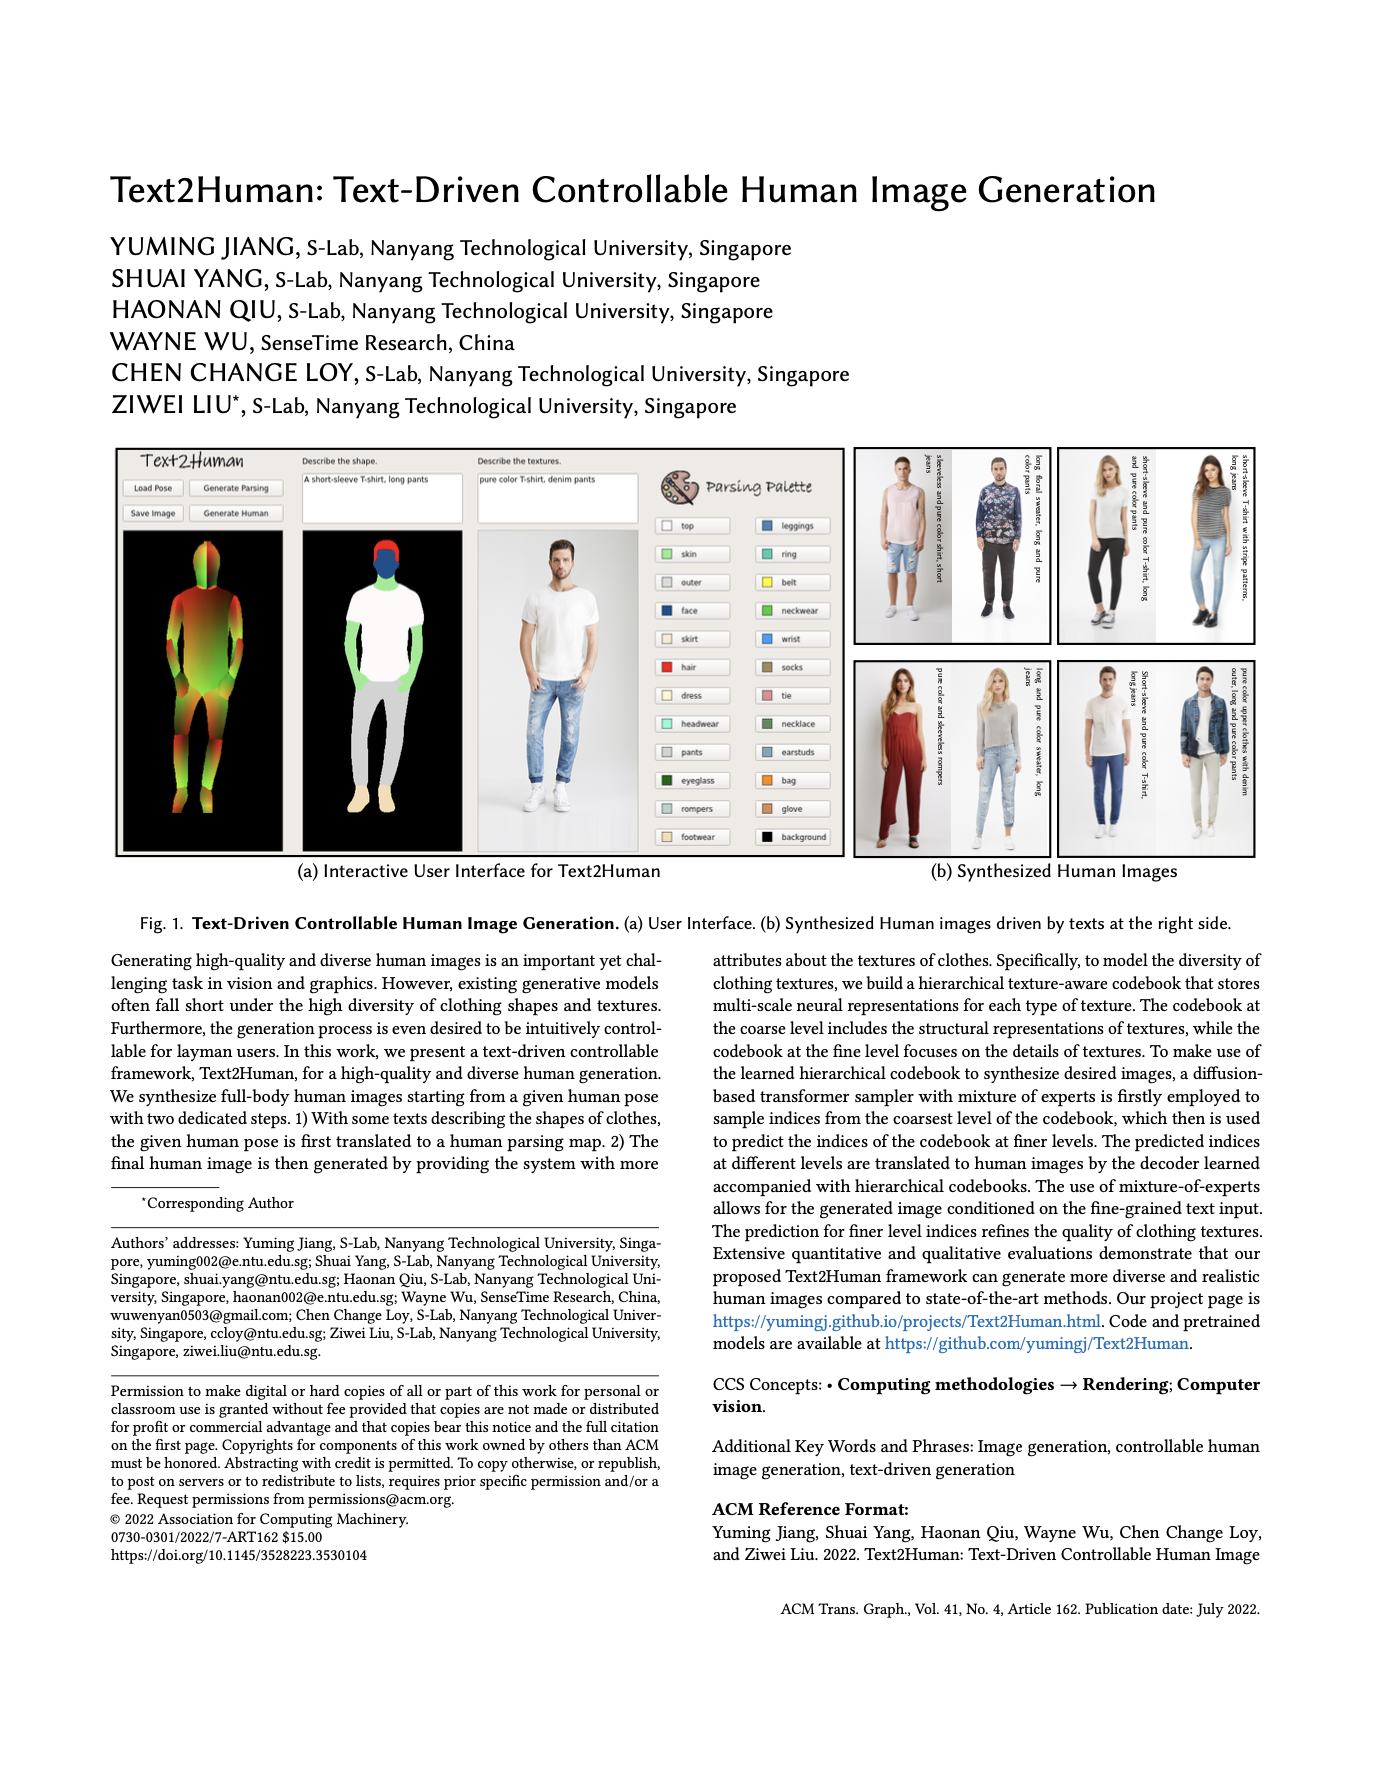 Text2Human: Text-Driven Controllable Human Image Generation
YUMING JIANG, S-Lab, Nanyang Technological University, Singapore
SHUAI YANG, S-Lab, Nanyang Technological University, Singapore
HAONAN QIU, S-Lab, Nanyang Technological University, Singapore
WAYNE WU, SenseTime Research, China
CHEN CHANGE LOY, S-Lab, Nanyang Technological University, Singapore
ZIWEI LIU*, S-Lab, Nanyang Technological University, Singapore
Text2Human
Load Pose
Generate Parsing
Save Image
Generate Human
Describe the shape.
A short-sleeve T-shirt, long pants
Describe the textures.
pure color T-shirt, denim pants
Parsing Palette
top
leggings
skin
ring
outer
belt
face
neckwear
skirt
wrist
hair
socks
dress
tie
headwear
necklace
pants
earstuds
eyeglass
bag
rompers
glove
footwear
background
sleeveless and pure color shirt, short
jeans
long floral sweater, long and pure
color pants
short-sleeve and pure color T-shirt, long
and pure color pants
short-sleeve T-shirt with stripe patterns,
long jeans
pure color and sleeveless rompers
long and pure color sweater, long
jeans
Short-sleeve and pure color T-shirt,
long jeans
pure color upper clothes with denim
outer, long and pure color pants
(a) Interactive User Interface for Text2Human
(b) Synthesized Human Images
Fig. 1. Text-Driven Controllable Human Image Generation. (a) User Interface. (b) Synthesized Human images driven by texts at the right side.
Generating high-quality and diverse human images is an important yet chal-
lenging task in vision and graphics. However, existing generative models
often fall short under the high diversity of clothing shapes and textures.
Furthermore, the generation process is even desired to be intuitively control-
lable for layman users. In this work, we present a text-driven controllable
framework, Text2Human, for a high-quality and diverse human generation.
We synthesize full-body human images starting from a given human pose
with two dedicated steps. 1) With some texts describing the shapes of clothes,
the given human pose is first translated to a human parsing map. 2) The
final human image is then generated by providing the system with more
*Corresponding Author
Authors' addresses: Yuming Jiang, S-Lab, Nanyang Technological University, Singa-
pore, yuming002@e.ntu.edu.sg; Shuai Yang, S-Lab, Nanyang Technological University,
Singapore, shuai.yang@ntu.edu.sg; Haonan Qiu, S-Lab, Nanyang Technological Uni-
versity, Singapore, haonan002@e.ntu.edu.sg; Wayne Wu, SenseTime Research, China,
wuwenyan0503@gmail.com; Chen Change Loy, S-Lab, Nanyang Technological Univer-
sity, Singapore, ccloy@ntu.edu.sg; Ziwei Liu, S-Lab, Nanyang Technological University,
Singapore, ziwei.liu@ntu.edu.sg.
Permission to make digital or hard copies of all or part of this work for personal or
classroom use is granted without fee provided that copies are not made or distributed
for profit or commercial advantage and that copies bear this notice and the full citation
on the first page. Copyrights for components of this work owned by others than ACM
must be honored. Abstracting with credit is permitted. To copy otherwise, or republish,
to post on servers or to redistribute to lists, requires prior specific permission and/or a
fee. Request permissions from permissions@acm.org.
© 2022 Association for Computing Machinery.
0730-0301/2022/7-ART162 $15.00
https://doi.org/10.1145/3528223.3530104
attributes about the textures of clothes. Specifically, to model the diversity of
clothing textures, we build a hierarchical texture-aware codebook that stores
multi-scale neural representations for each type of texture. The codebook at
the coarse level includes the structural representations of textures, while the
codebook at the fine level focuses on the details of textures. To make use of
the learned hierarchical codebook to synthesize desired images, a diffusion-
based transformer sampler with mixture of experts is firstly employed to
sample indices from the coarsest level of the codebook, which then is used
to predict the indices of the codebook at finer levels. The predicted indices
at different levels are translated to human images by the decoder learned
accompanied with hierarchical codebooks. The use of mixture-of-experts
allows for the generated image conditioned on the fine-grained text input.
The prediction for finer level indices refines the quality of clothing textures.
Extensive quantitative and qualitative evaluations demonstrate that our
proposed Text2Human framework can generate more diverse and realistic
human images compared to state-of-the-art methods. Our project page is
https://yumingj.github.io/projects/Text2Human.html. Code and pretrained
models are available at https://github.com/yumingj/Text2Human.
CCS Concepts: • Computing methodologies → Rendering; Computer
vision.
Additional Key Words and Phrases: Image generation, controllable human
image generation, text-driven generation
ACM Reference Format:
Yuming Jiang, Shuai Yang, Haonan Qiu, Wayne Wu, Chen Change Loy,
and Ziwei Liu. 2022. Text2Human: Text-Driven Controllable Human Image
ACM Trans. Graph., Vol. 41, No. 4, Article 162. Publication date: July 2022.